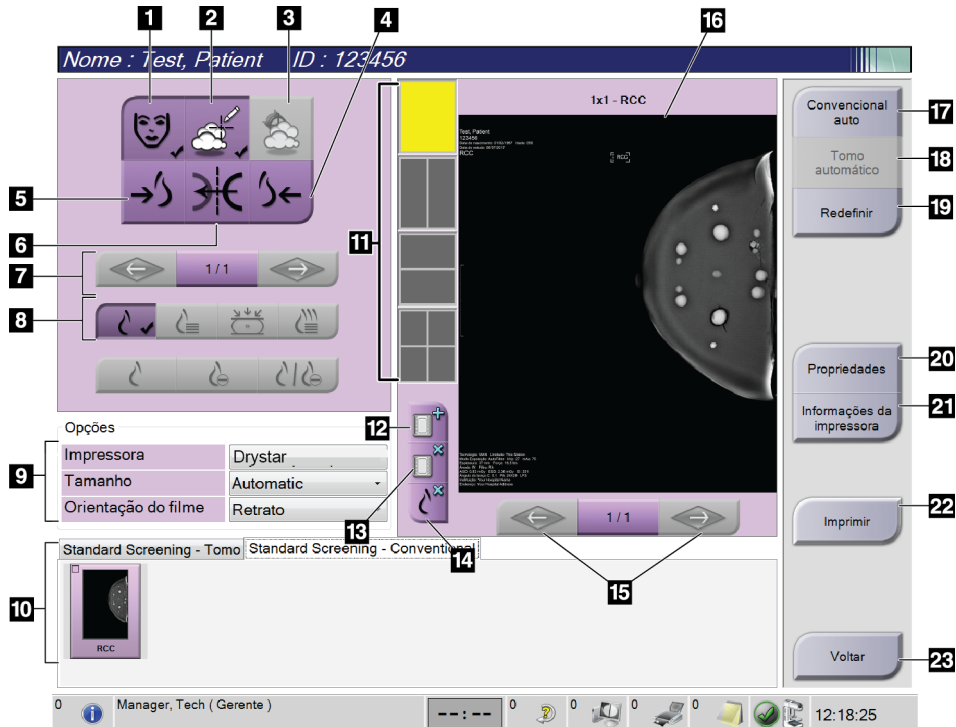 1
2
3
4
16
Nome : Test, Patient ID : 123456
1x1 - RCC
Test, Patient
123456
RCC
RCC
Convencional
auto
17
Tomo
automático
18
Redefinir
19
5
6
11
7
1 / 1
8
Propriedades
20
Informações da
impressora
21
Opções
12
9
Impressora
Drystar
Tamanho
Automatic
Orientação do filme
Retrato
13
14
1 / 1
15
Imprimir
22
10
Standard Screening - Tomo
Standard Screening - Conventional
RCC
Voltar
23
0
Manager, Tech ( Gerente )
--:--
0
0
0
0
12:18:25